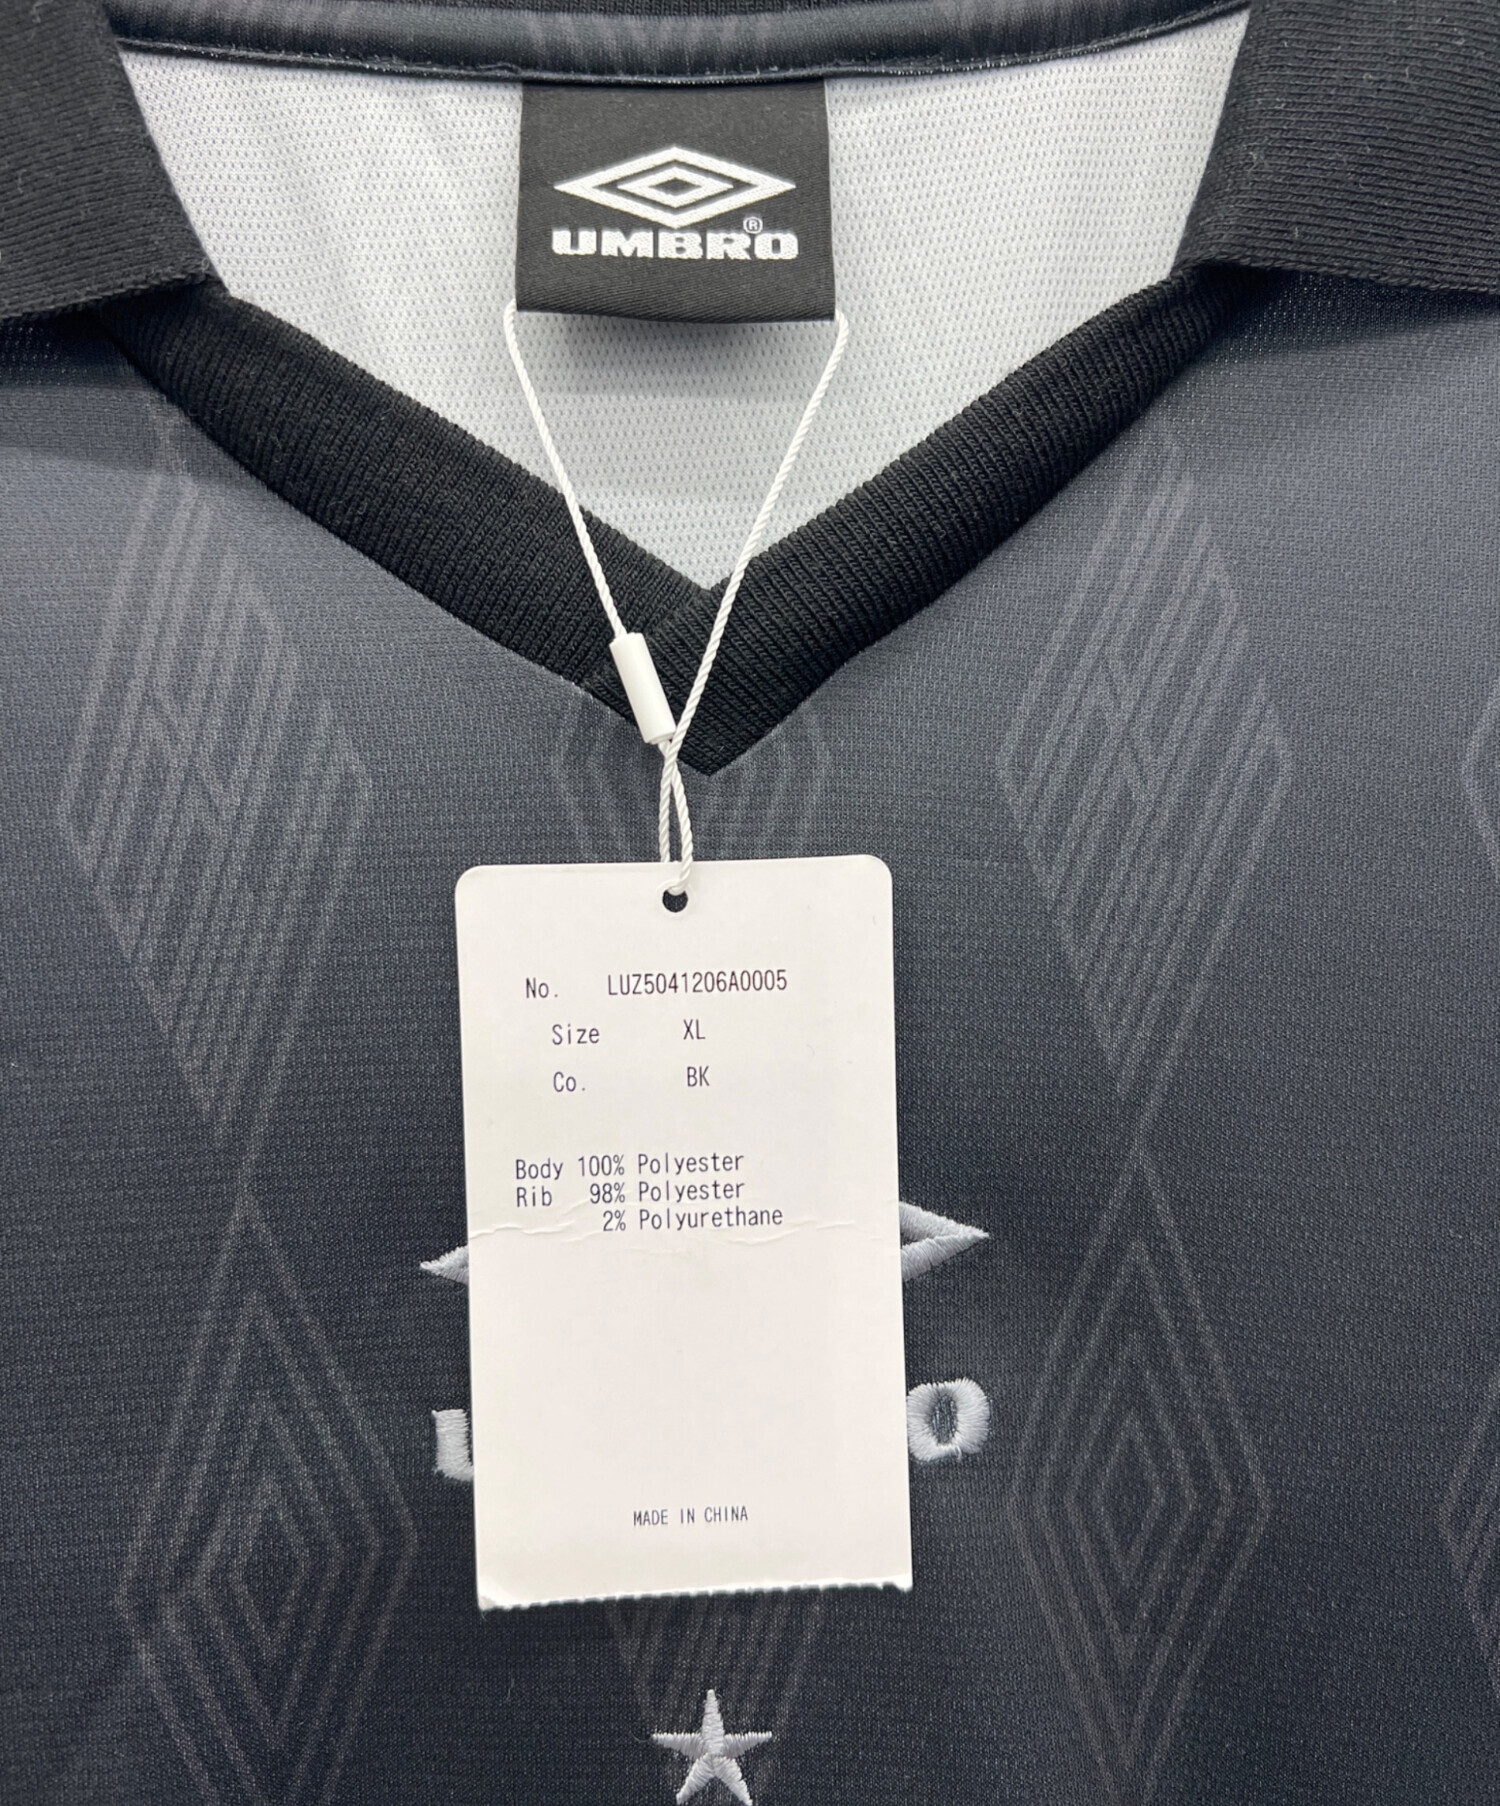 UMBRO®
No. LUZ5041206A0005
Size XL
Co. BK
Body 100% Polyester
Rib 98% Polyester
2% Polyurethane
O
MADE IN CHINA